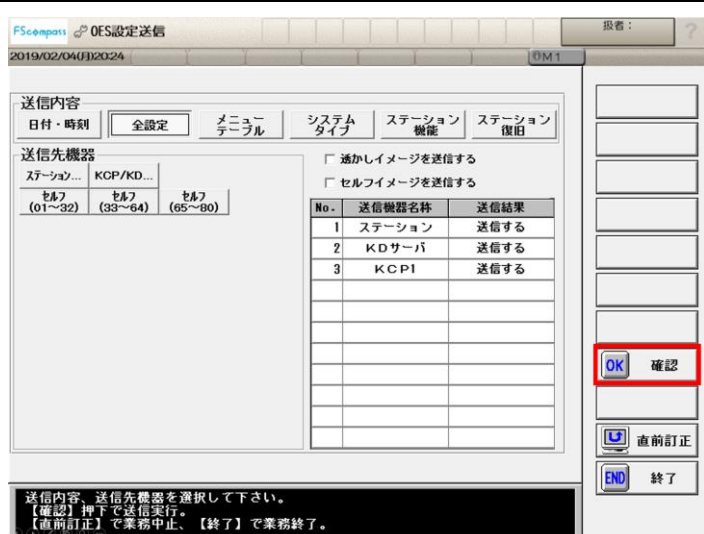 FScompass OES設定送信
扱者：
?
2019/02/04(月)20:24
OM1
送信内容
日付・時刻
全設定
メニュー
テーブル
システム
タイプ
ステーション
機能
ステーション
復旧
送信先機器
ｽﾃｰｼｮﾝ...
KCP/KD...
セルフ
(01～32)
セルフ
(33～64)
セルフ
(65～80)
透かしイメージを送信する
セルフイメージを送信する
No. 送信機器名称 送信結果
1 ステーション 送信する
2 KDサーバ 送信する
3 KCP1 送信する
OK 確認
直前訂正
END 終了
送信内容、送信先機器を選択して下さい。
【確認】押下で送信実行。
【直前訂正】で業務中止、【終了】で業務終了。